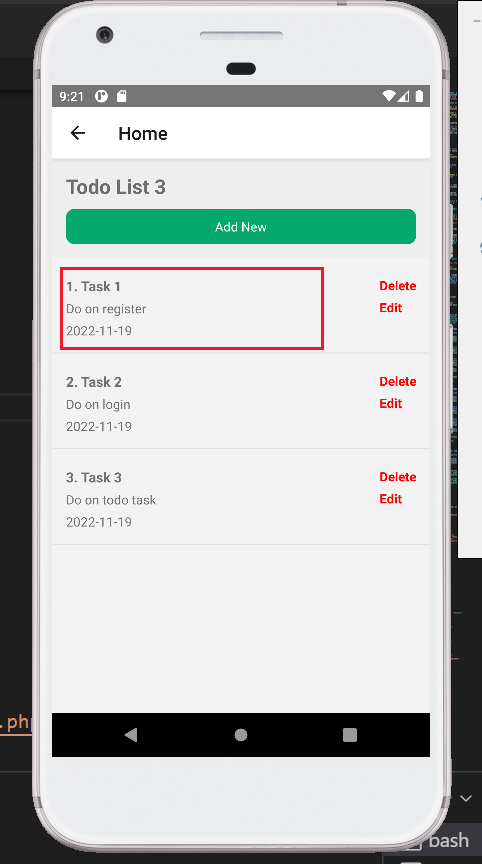 9:21
Home
Todo List 3
Add New
1. Task 1
Delete
Do on register
Edit
2022-11-19
2. Task 2
Delete
Do on login
Edit
2022-11-19
3. Task 3
Delete
Do on todo task
Edit
2022-11-19
.php
bash